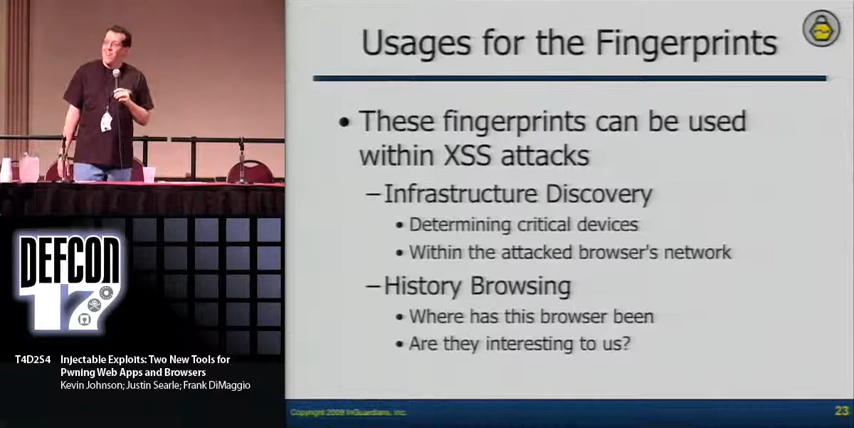 Usages for the Fingerprints
• These fingerprints can be used
within XSS attacks
–Infrastructure Discovery
• Determining critical devices
• Within the attacked browser's network
–History Browsing
• Where has this browser been
• Are they interesting to us?
Copyright 2009 InGuardians, Inc.
23
DEFCON
17
T4D2S4 Injectable Exploits: Two New Tools for
Pwning Web Apps and Browsers
Kevin Johnson; Justin Searle; Frank DiMaggio